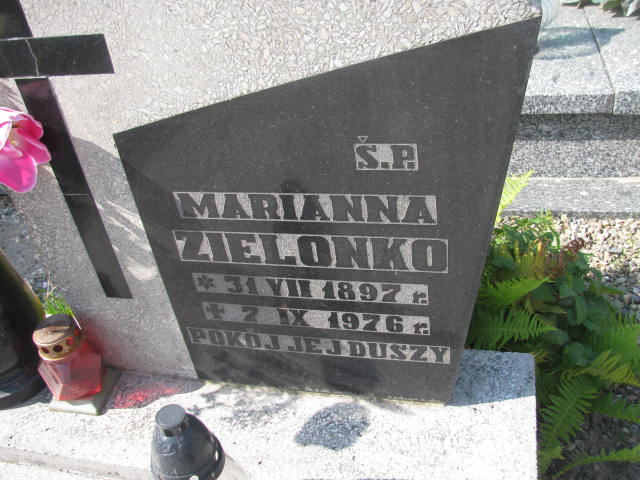 Ś.P.
MARIANNA
ZIELONKO
* 31 VII 1897 r.
+ 7 IX 1976 r.
POKÓJ JEJ DUSZY